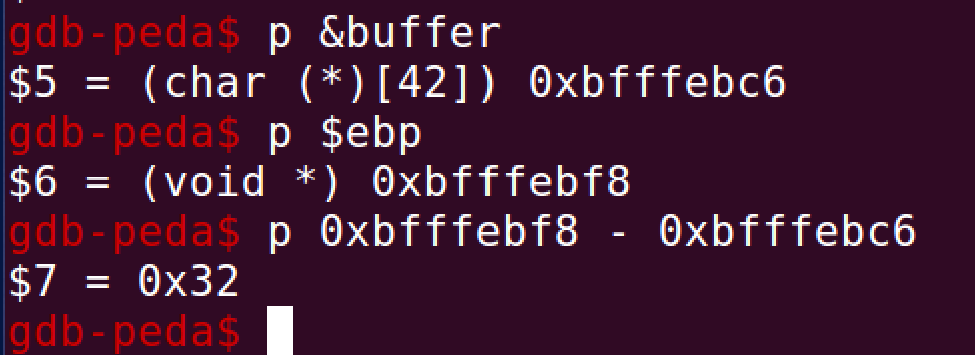 gdb-peda$ p &buffer
$5 = (char (*)[42]) 0xbfffebc6
gdb-peda$ p $ebp
$6 = (void *) 0xbfffebf8
gdb-peda$ p 0xbfffebf8 - 0xbfffebc6
$7 = 0x32
gdb-peda$